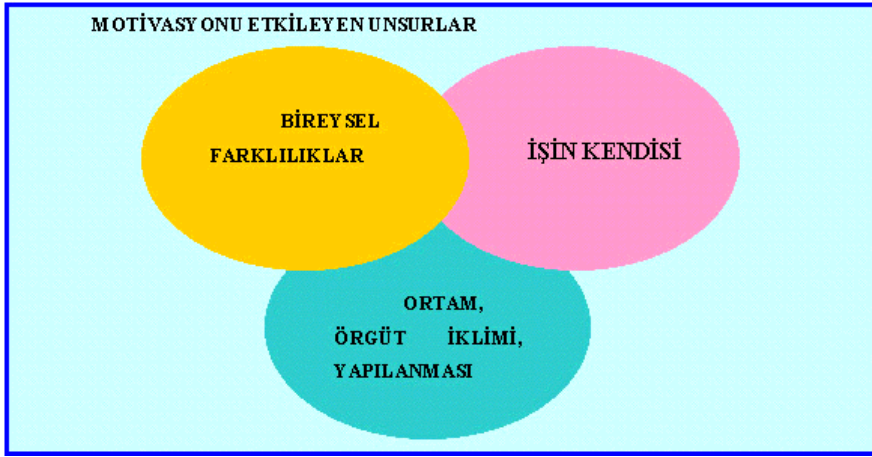 MOTİVASYONU ETKİLEYEN UNSURLAR
BİREYSEL
FARKLILIKLAR
İŞİN KENDİSİ
ORTAM,
ÖRGÜT İKLİMİ,
YAPILANMASI